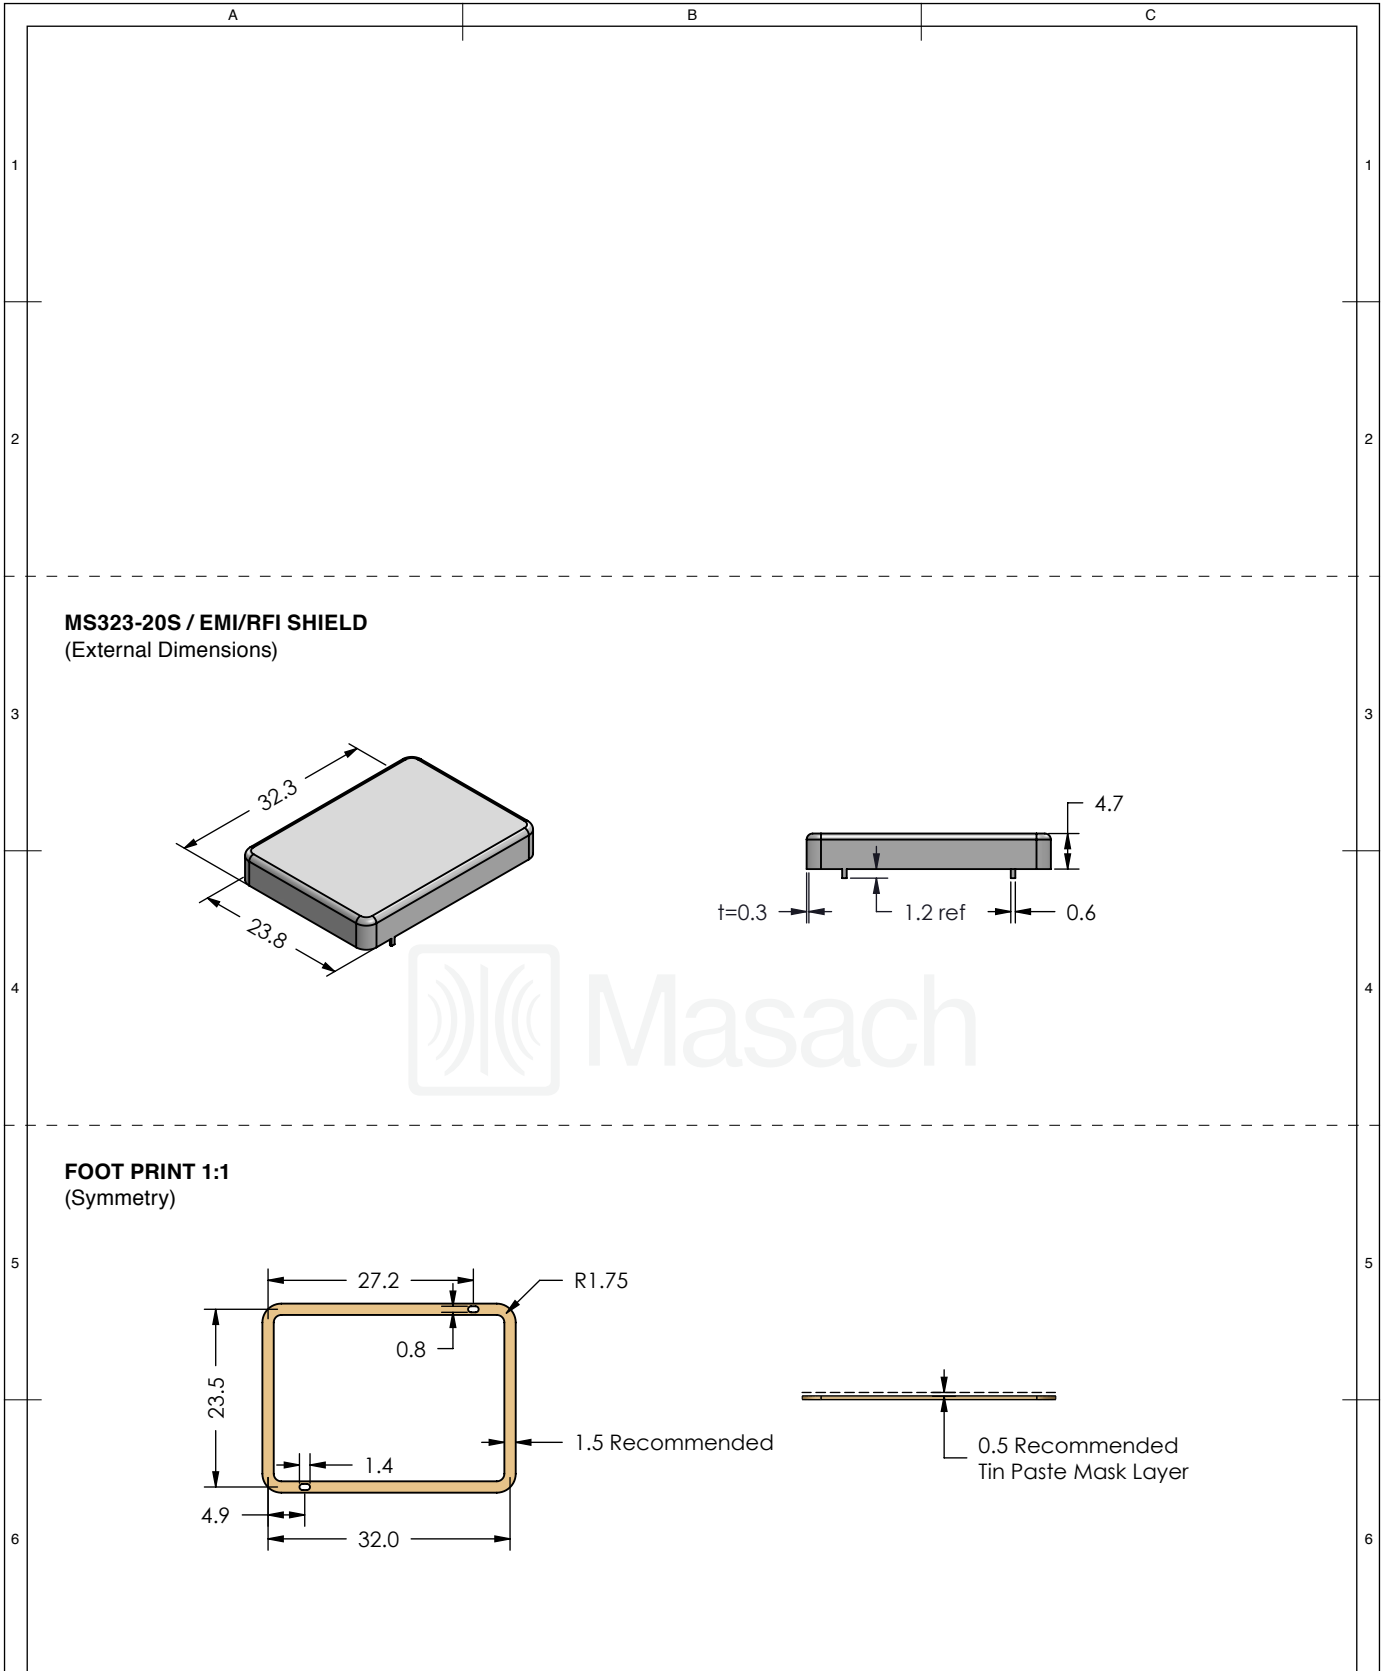 A B C
1 1
2 2
MS323-20S / EMI/RFI SHIELD
(External Dimensions)
3 3
32.3
23.8
4.7
t=0.3
1.2 ref
0.6
4 4
Masach
FOOT PRINT 1:1
(Symmetry)
5 5
27.2
R1.75
0.8
23.5
1.5 Recommended
1.4
4.9
32.0
0.5 Recommended
Tin Paste Mask Layer
6 6